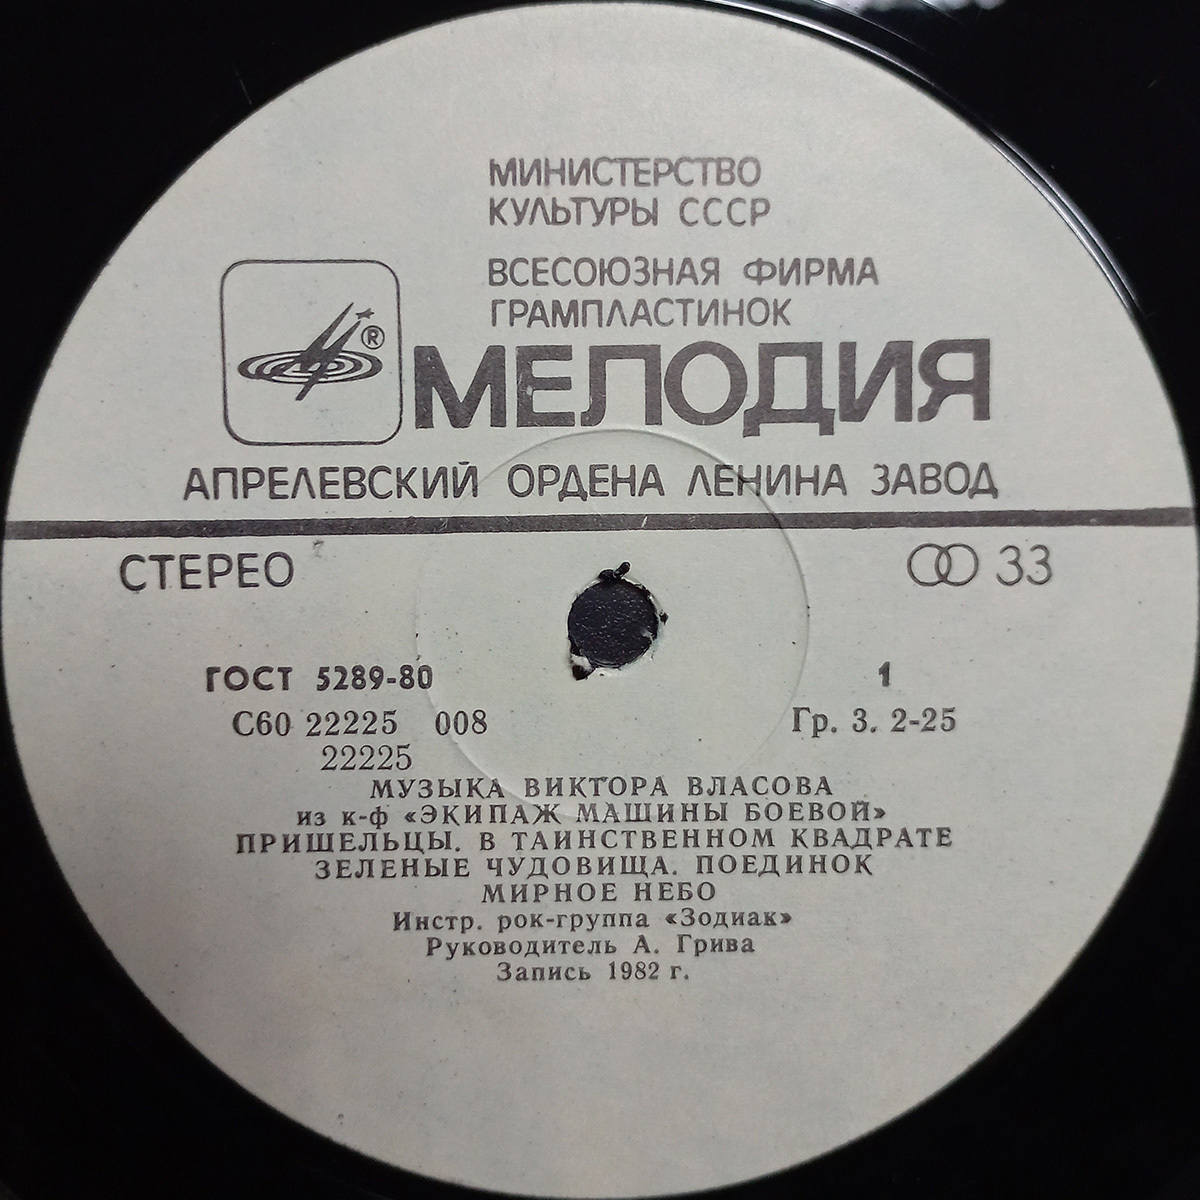 МИНИСТЕРСТВО
КУЛЬТУРЫ СССР
ВСЕСОЮЗНАЯ ФИРМА
ГРАМПЛАСТИНОК
®
МЕЛОДИЯ
АПРЕЛЕВСКИЙ ОРДЕНА ЛЕНИНА ЗАВОД
СТЕРЕО 33
ГОСТ 5289-80 1
С60 22225 008 Гр. 3. 2-25
22225
МУЗЫКА ВИКТОРА ВЛАСОВА
из к-ф «ЭКИПАЖ МАШИНЫ БОЕВОЙ»
ПРИШЕЛЬЦЫ. В ТАИНСТВЕННОМ КВАДРАТЕ
ЗЕЛЕНЫЕ ЧУДОВИЩА. ПОЕДИНОК
МИРНОЕ НЕБО
Инстр. рок-группа «Зодиак»
Руководитель А. Грива
Запись 1982 г.